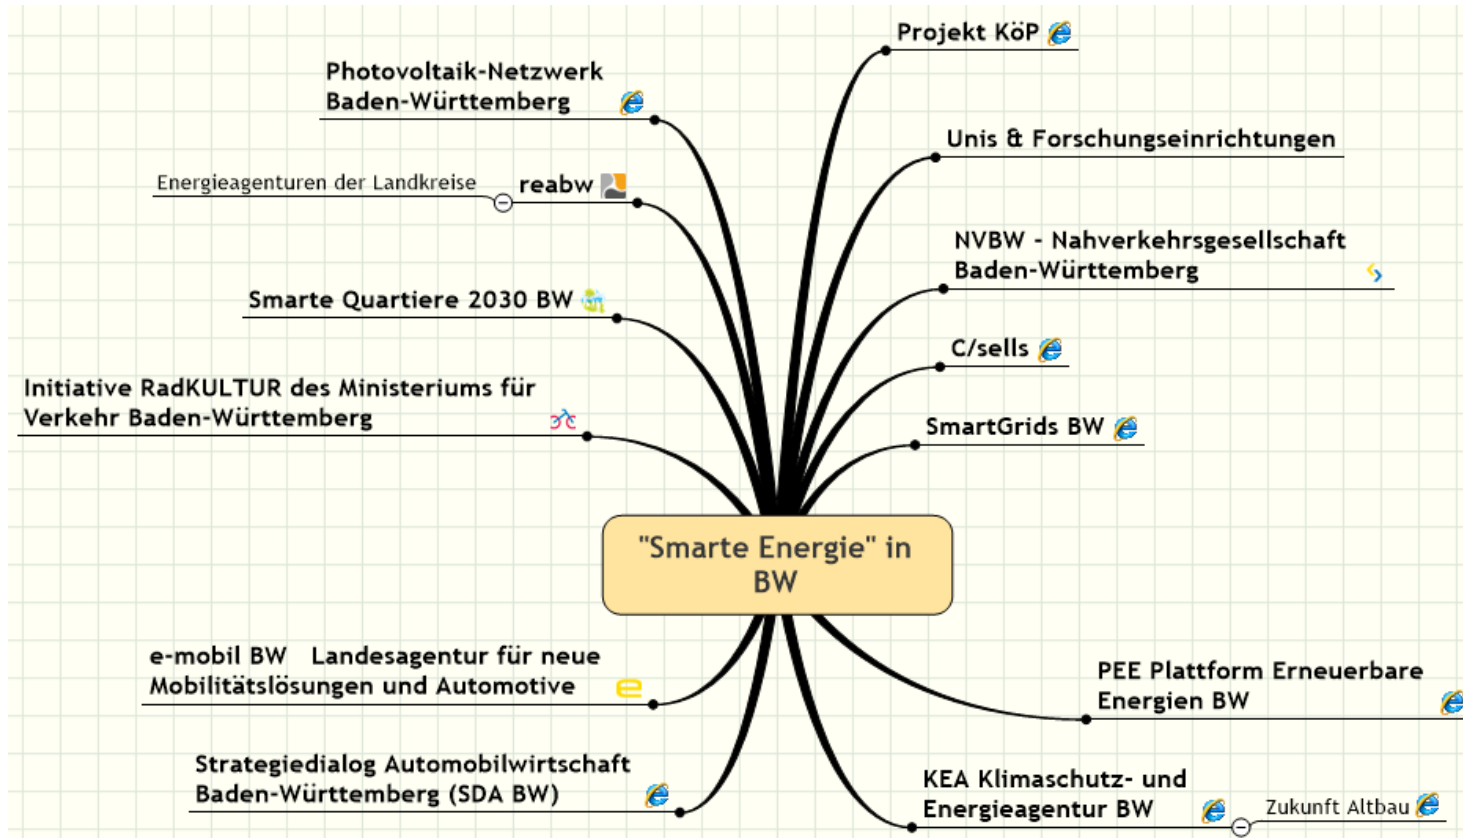 Projekt KöP
Photovoltaik-Netzwerk
Baden-Württemberg
Unis & Forschungseinrichtungen
Energieagenturen der Landkreise
reabw
NVBW - Nahverkehrsgesellschaft
Baden-Württemberg
Smarte Quartiere 2030 BW
C/sells
Initiative RadKULTUR des Ministeriums für
Verkehr Baden-Württemberg
SmartGrids BW
"Smarte Energie" in
BW
e-mobil BW   Landesagentur für neue
Mobilitätslösungen und Automotive
PEE Plattform Erneuerbare
Energien BW
Strategiedialog Automobilwirtschaft
Baden-Württemberg (SDA BW)
KEA Klimaschutz- und
Energieagentur BW
Zukunft Altbau